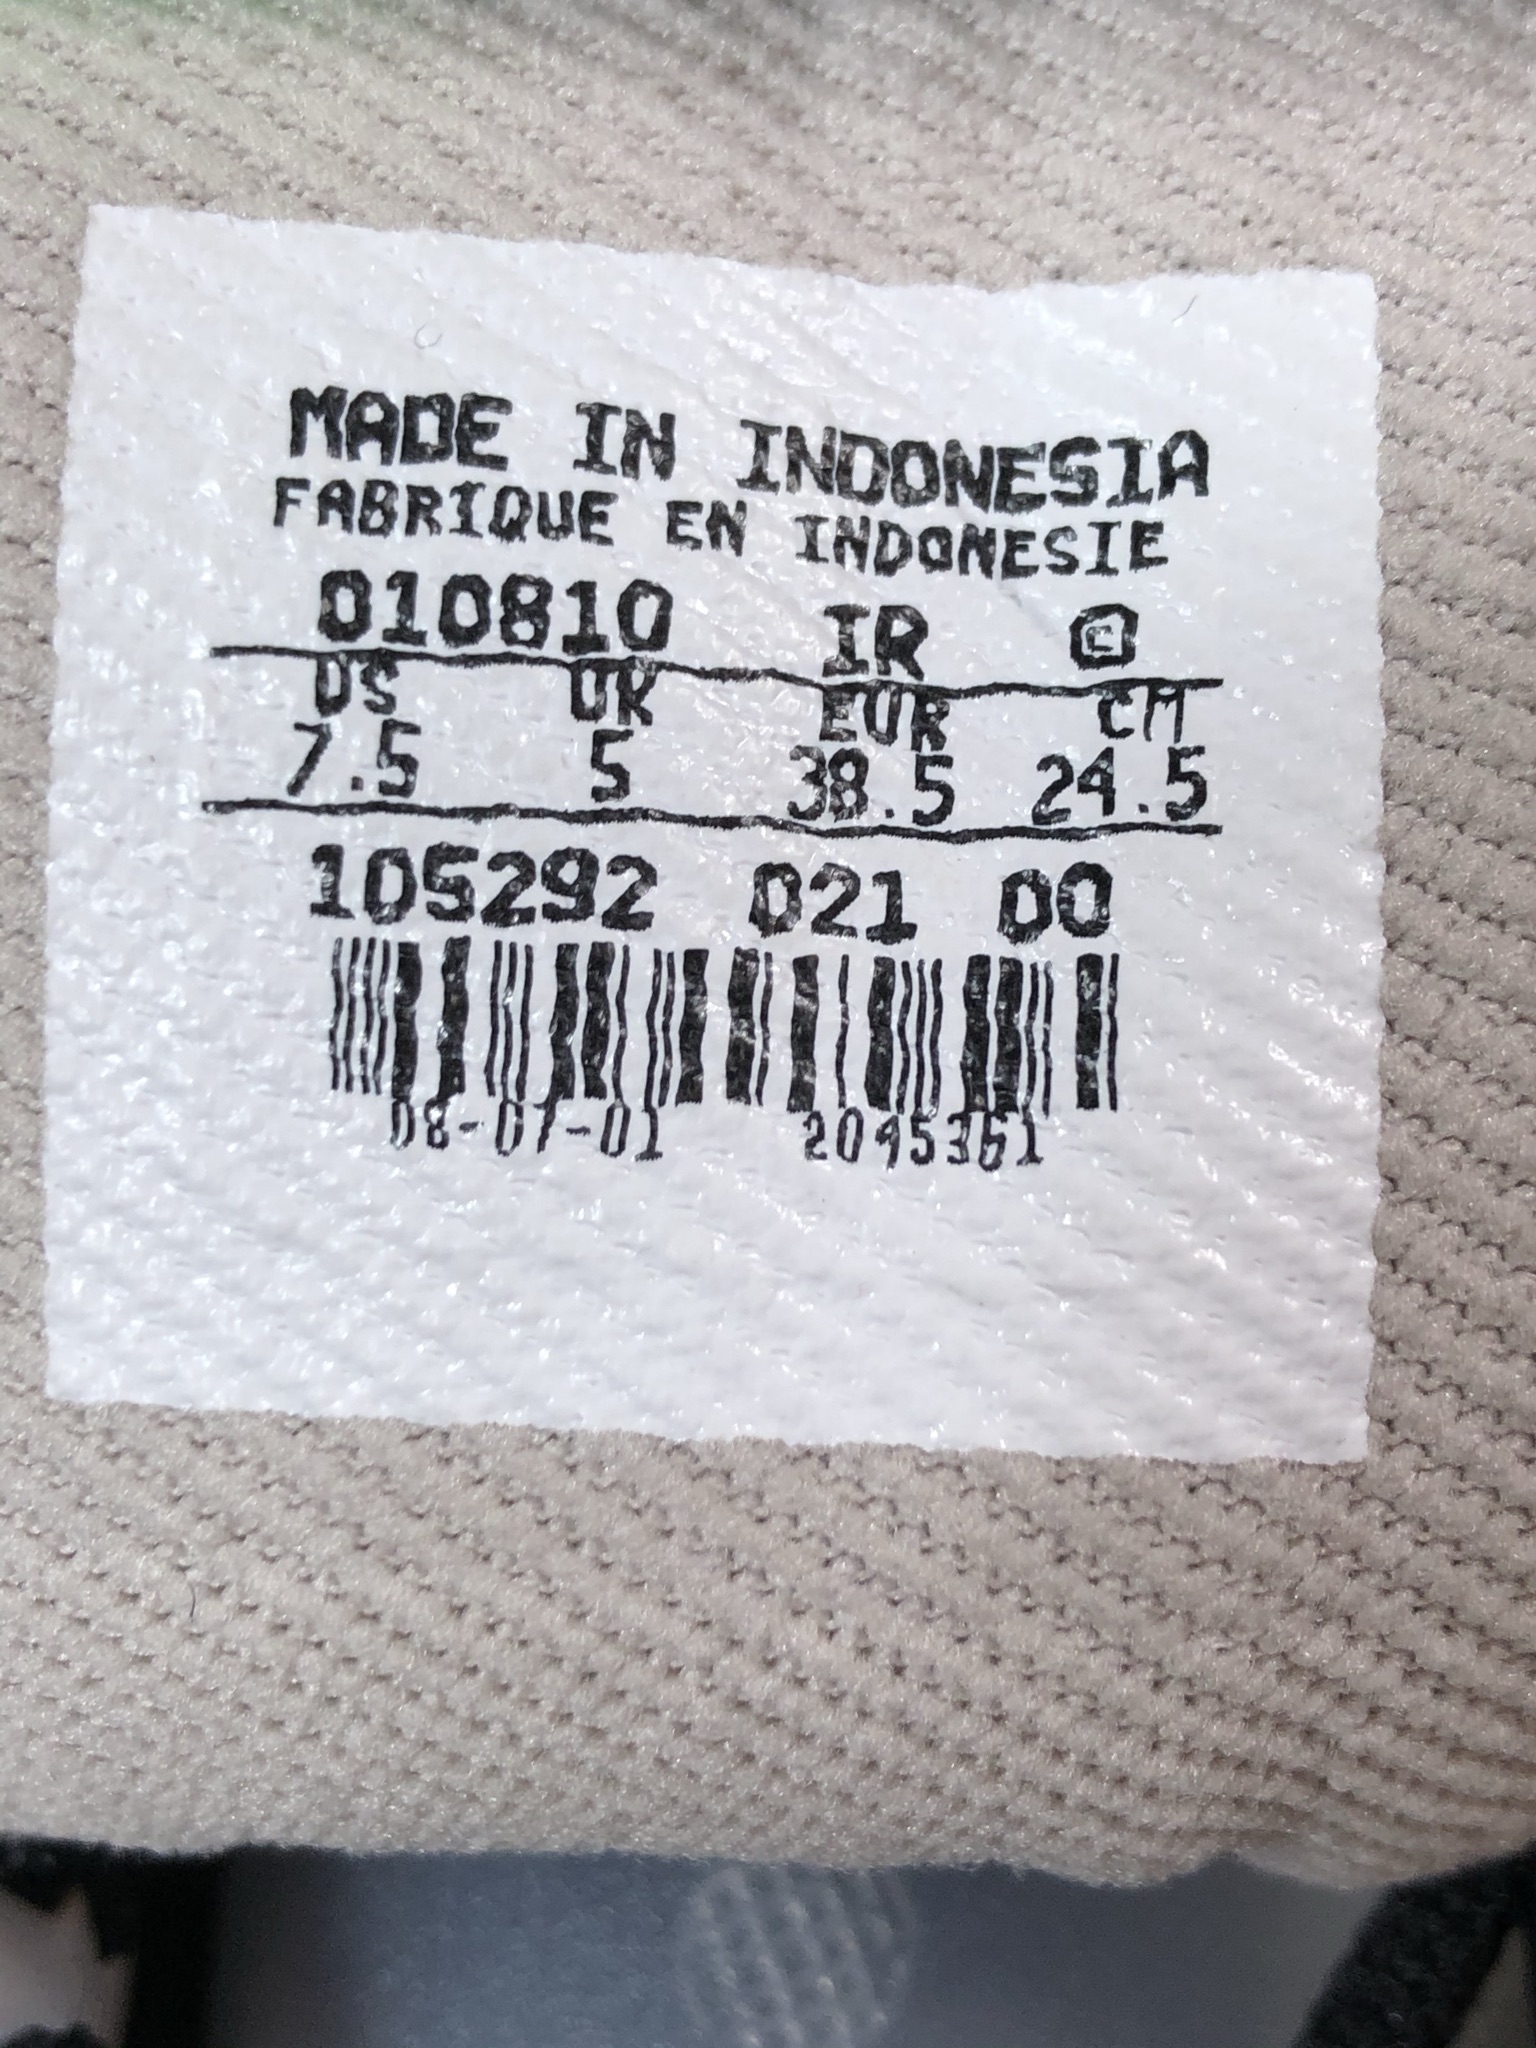 MADE IN INDONESIA
FABRIQUE EN INDONESIE
010810 IR ©
US UK EUR CM
7.5 5 38.5 24.5
105292 021 00
08-07-01 2045361